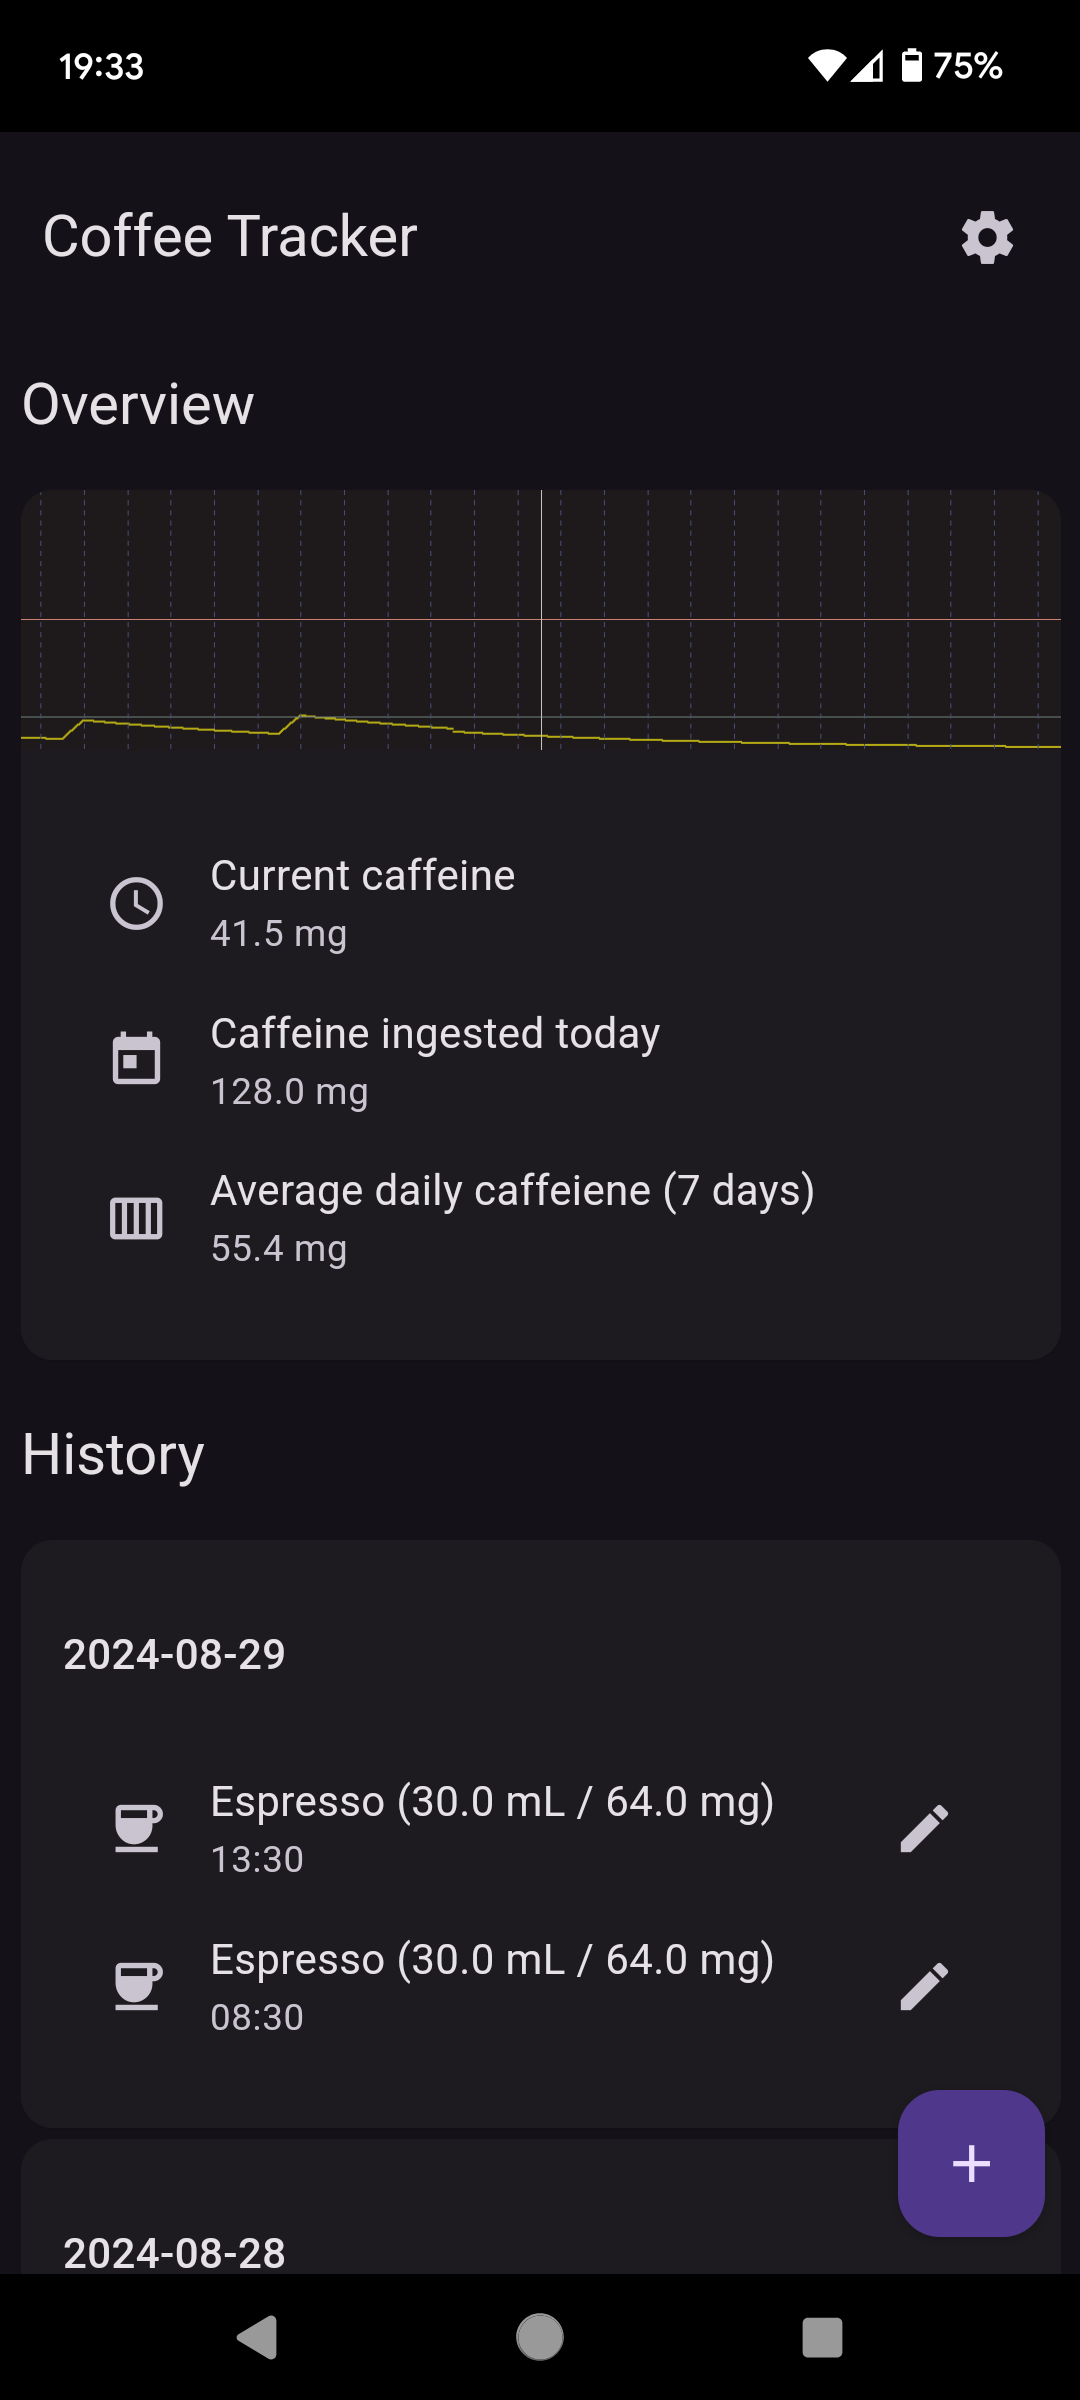 19:33
75%
Coffee Tracker
Overview
Current caffeine
41.5 mg
Caffeine ingested today
128.0 mg
Average daily caffeiene (7 days)
55.4 mg
History
2024-08-29
Espresso (30.0 mL / 64.0 mg)
13:30
Espresso (30.0 mL / 64.0 mg)
08:30
2024-08-28